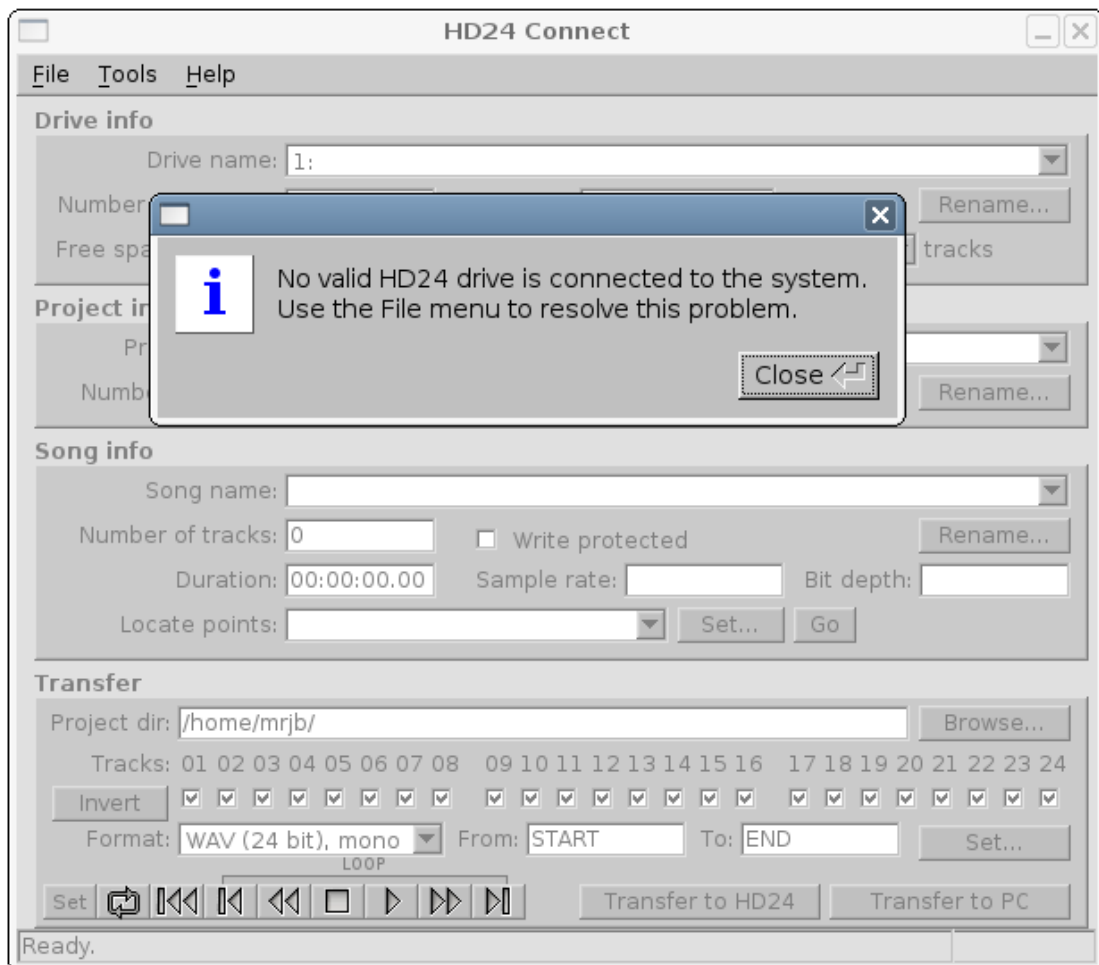 HD24 Connect
File Tools Help
Drive info
Drive name: 1:
Number Rename...
Free spa tracks
No valid HD24 drive is connected to the system.
Use the File menu to resolve this problem.
Close
Project in
Pr
Numb Rename...
Song info
Song name:
Number of tracks: 0 Write protected Rename...
Duration: 00:00:00.00 Sample rate: Bit depth:
Locate points: Set... Go
Transfer
Project dir: /home/mrjb/ Browse...
Tracks: 01 02 03 04 05 06 07 08 09 10 11 12 13 14 15 16 17 18 19 20 21 22 23 24
Invert
Format: WAV (24 bit), mono From: START To: END Set...
LOOP
Set Transfer to HD24 Transfer to PC
Ready.